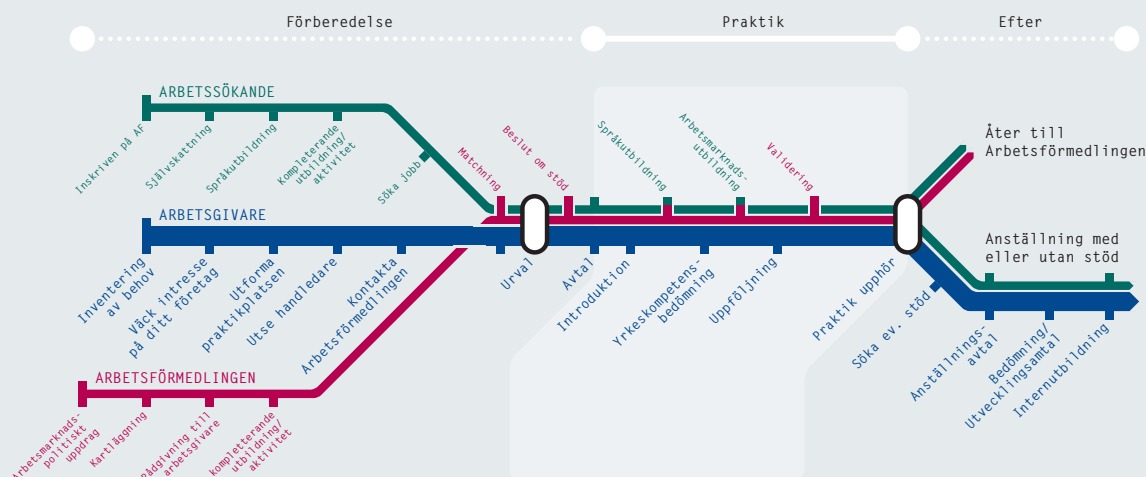 Förberedelse
Praktik
Efter
ARBETSSÖKANDE
Inskriven på AF
Självskattning
Språkutbildning
Kompleterande
utbildning/
aktivitet
Söka jobb
Matchning
Beslut om stöd
Språkutbildning
Arbetsmarknads-
utbildning
Validering
Åter till
Arbetsförmedlingen
ARBETSGIVARE
Inventering
av behov
Väck intresse
på ditt företag
Utforma
praktikplatsen
Utse handledare
Kontakta
Arbetsförmedlingen
Urval
Avtal
Introduktion
Yrkeskompetens-
bedömning
Uppföljning
Praktik upphör
Söka ev. stöd
Anställning med
eller utan stöd
Anställnings-
avtal
Bedömning/
Utvecklingsamtal
Internutbildning
ARBETSFÖRMEDLINGEN
Arbetsmarknads-
politiskt
uppdrag
Kartläggning
Rådgivning till
arbetsgivare
kompletterande
utbildning/
aktivitet